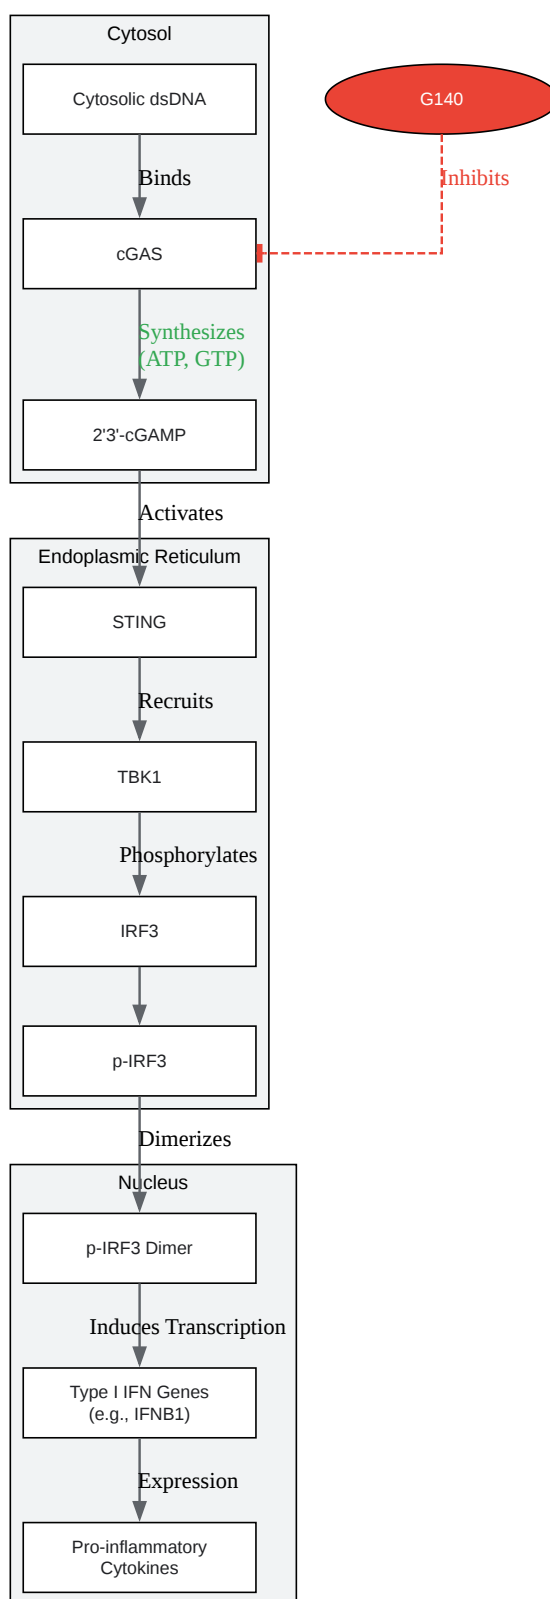 Cytosol
Cytosolic dsDNA
G140
Binds
Inhibits
cGAS
Synthesizes
(ATP, GTP)
2'3'-cGAMP
Activates
Endoplasmic Reticulum
STING
Recruits
TBK1
Phosphorylates
IRF3
p-IRF3
Dimerizes
Nucleus
p-IRF3 Dimer
Induces Transcription
Type I IFN Genes
(e.g., IFNB1)
Expression
Pro-inflammatory
Cytokines